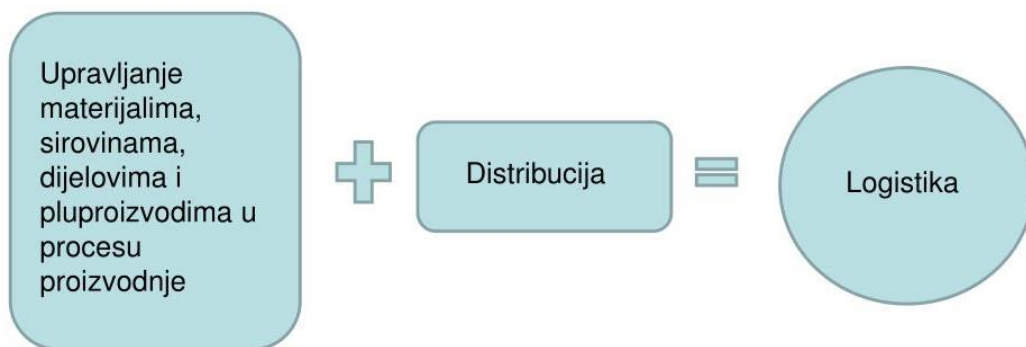 Upravljanje
materijalima,
sirovinama,
dijelovima i
pluproizvodima u
procesu
proizvodnje
Distribucija
Logistika